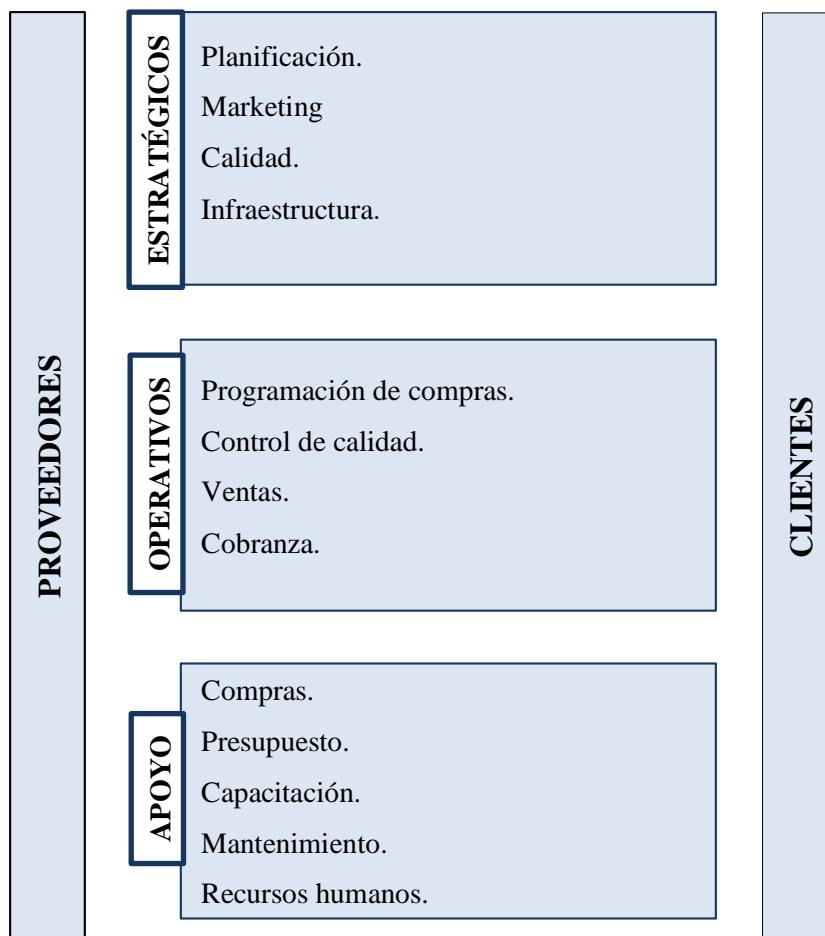 PROVEEDORES
ESTRATÉGICOS
Planificación.
Marketing
Calidad.
Infraestructura.
OPERATIVOS
Programación de compras.
Control de calidad.
Ventas.
Cobranza.
APOYO
Compras.
Presupuesto.
Capacitación.
Mantenimiento.
Recursos humanos.
CLIENTES